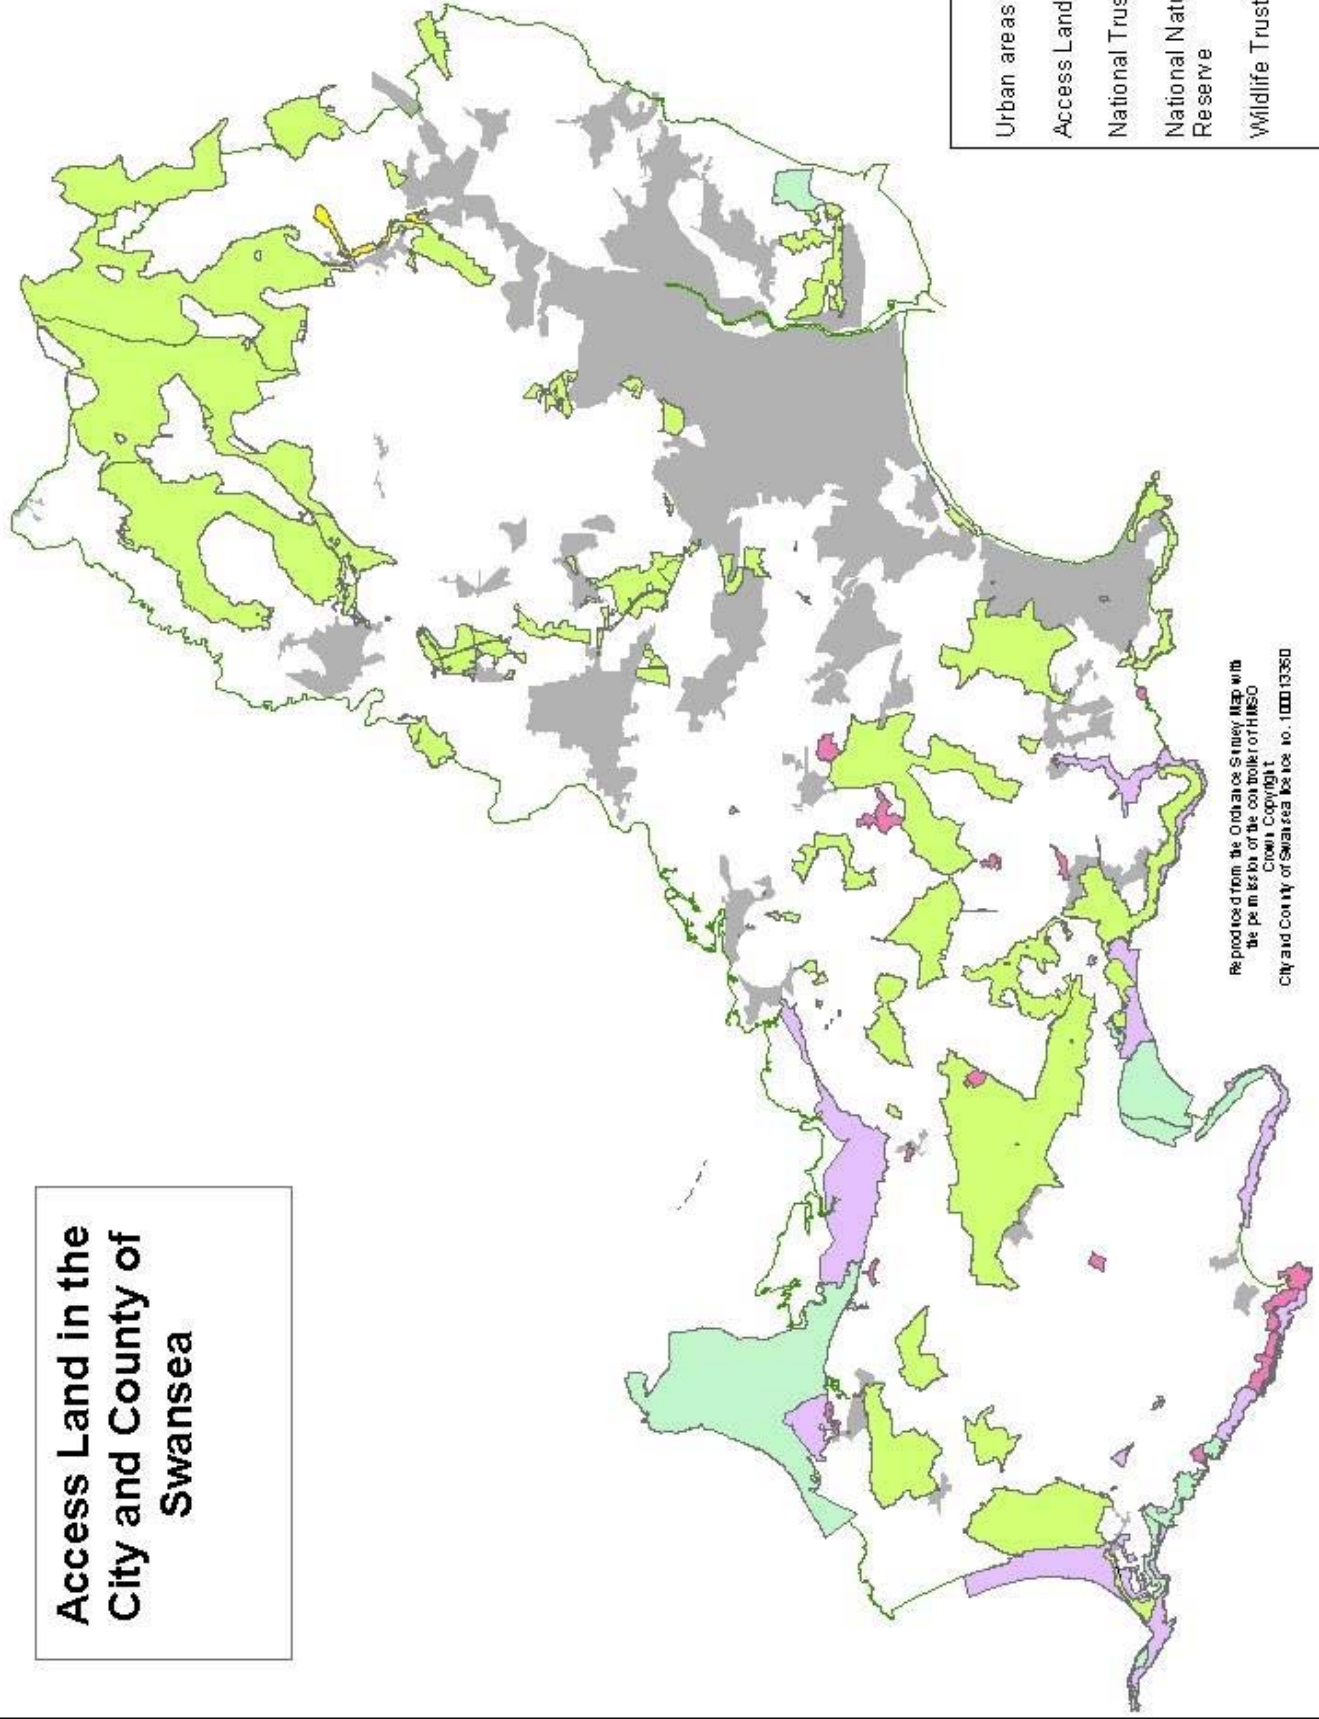 Access Land in the
City and County of
Swansea
Urban areas
Access Land
National Trus
National Natu
Reserve
Wildlife Trust
Reproduced from the Ordnance Survey Map with
the permission of the controller of HMSO
Crown Copyright
City and County of Swansea licence no. 100013350